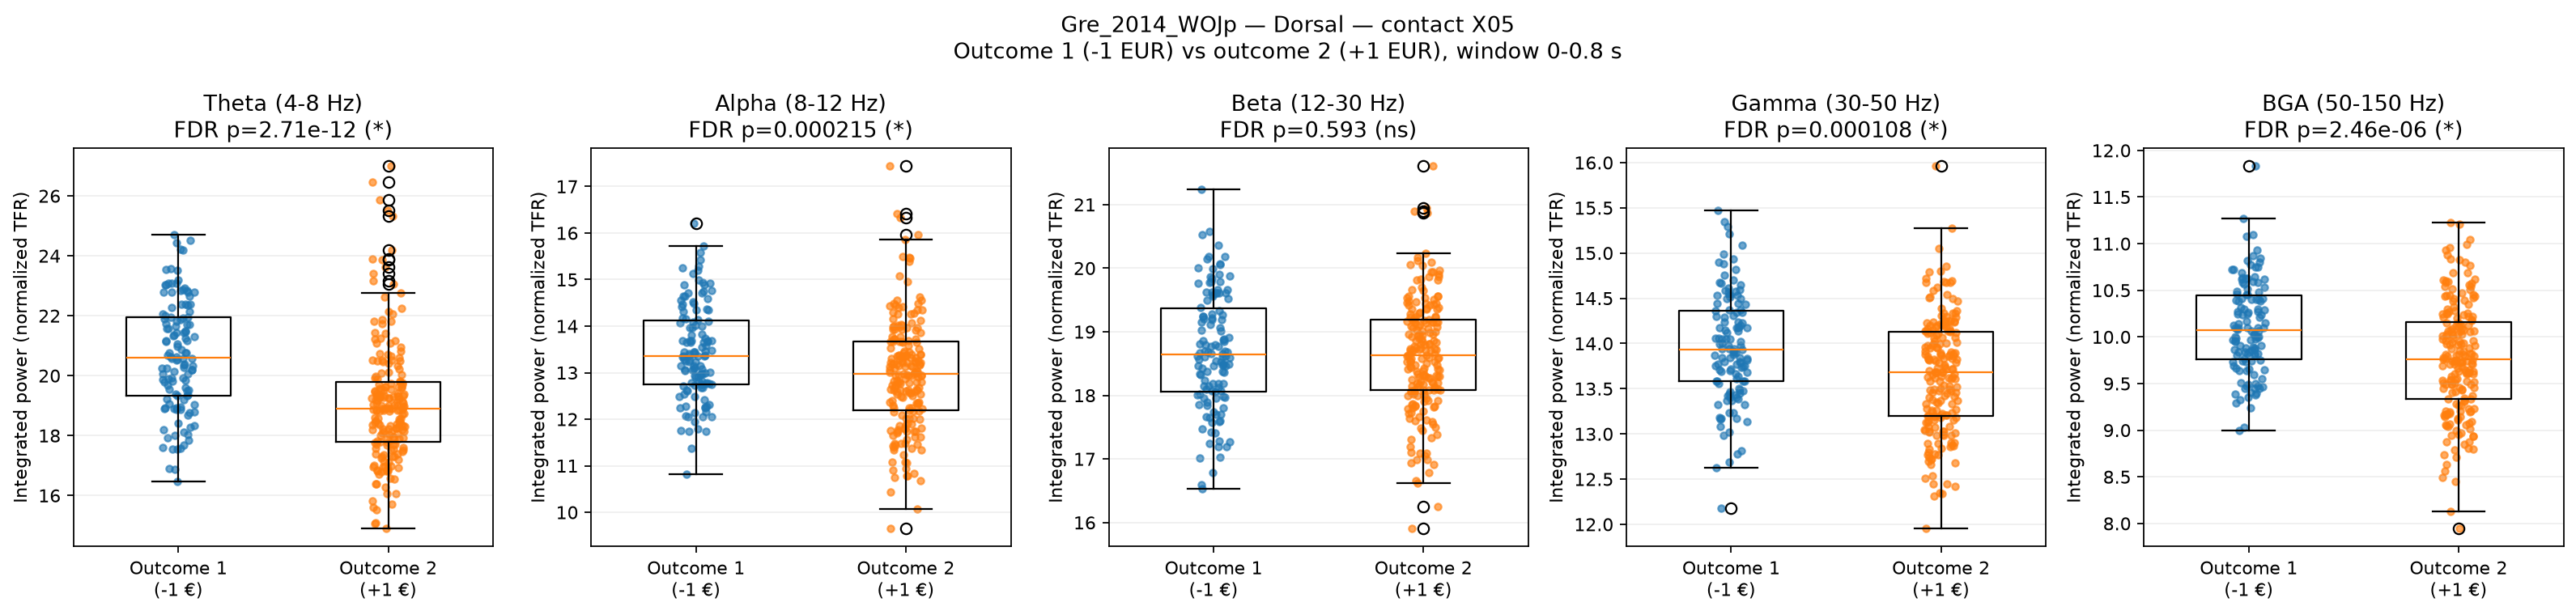 Gre_2014_WOJp — Dorsal — contact X05
Outcome 1 (-1 EUR) vs outcome 2 (+1 EUR), window 0-0.8 s
Theta (4-8 Hz)
FDR p=2.71e-12 (*)
Integrated power (normalized TFR)
26
24
22
20
18
16
Outcome 1
(-1 €)
Outcome 2
(+1 €)
Alpha (8-12 Hz)
FDR p=0.000215 (*)
Integrated power (normalized TFR)
17
16
15
14
13
12
11
10
Outcome 1
(-1 €)
Outcome 2
(+1 €)
Beta (12-30 Hz)
FDR p=0.593 (ns)
Integrated power (normalized TFR)
21
20
19
18
17
16
Outcome 1
(-1 €)
Outcome 2
(+1 €)
Gamma (30-50 Hz)
FDR p=0.000108 (*)
Integrated power (normalized TFR)
16.0
15.5
15.0
14.5
14.0
13.5
13.0
12.5
12.0
Outcome 1
(-1 €)
Outcome 2
(+1 €)
BGA (50-150 Hz)
FDR p=2.46e-06 (*)
Integrated power (normalized TFR)
12.0
11.5
11.0
10.5
10.0
9.5
9.0
8.5
8.0
Outcome 1
(-1 €)
Outcome 2
(+1 €)